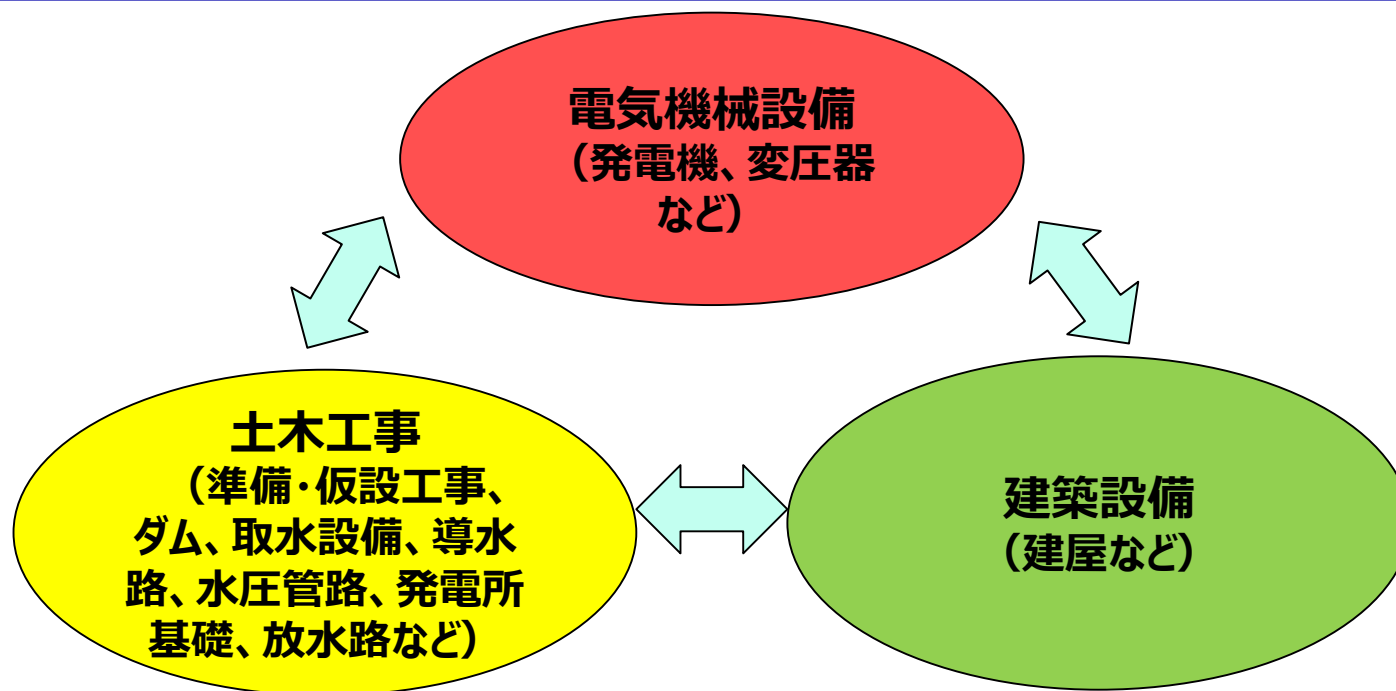 電気機械設備
（発電機、変圧器
など）
土木工事
（準備・仮設工事、
ダム、取水設備、導水
路、水圧管路、発電所
基礎、放水路など）
建築設備
（建屋など）